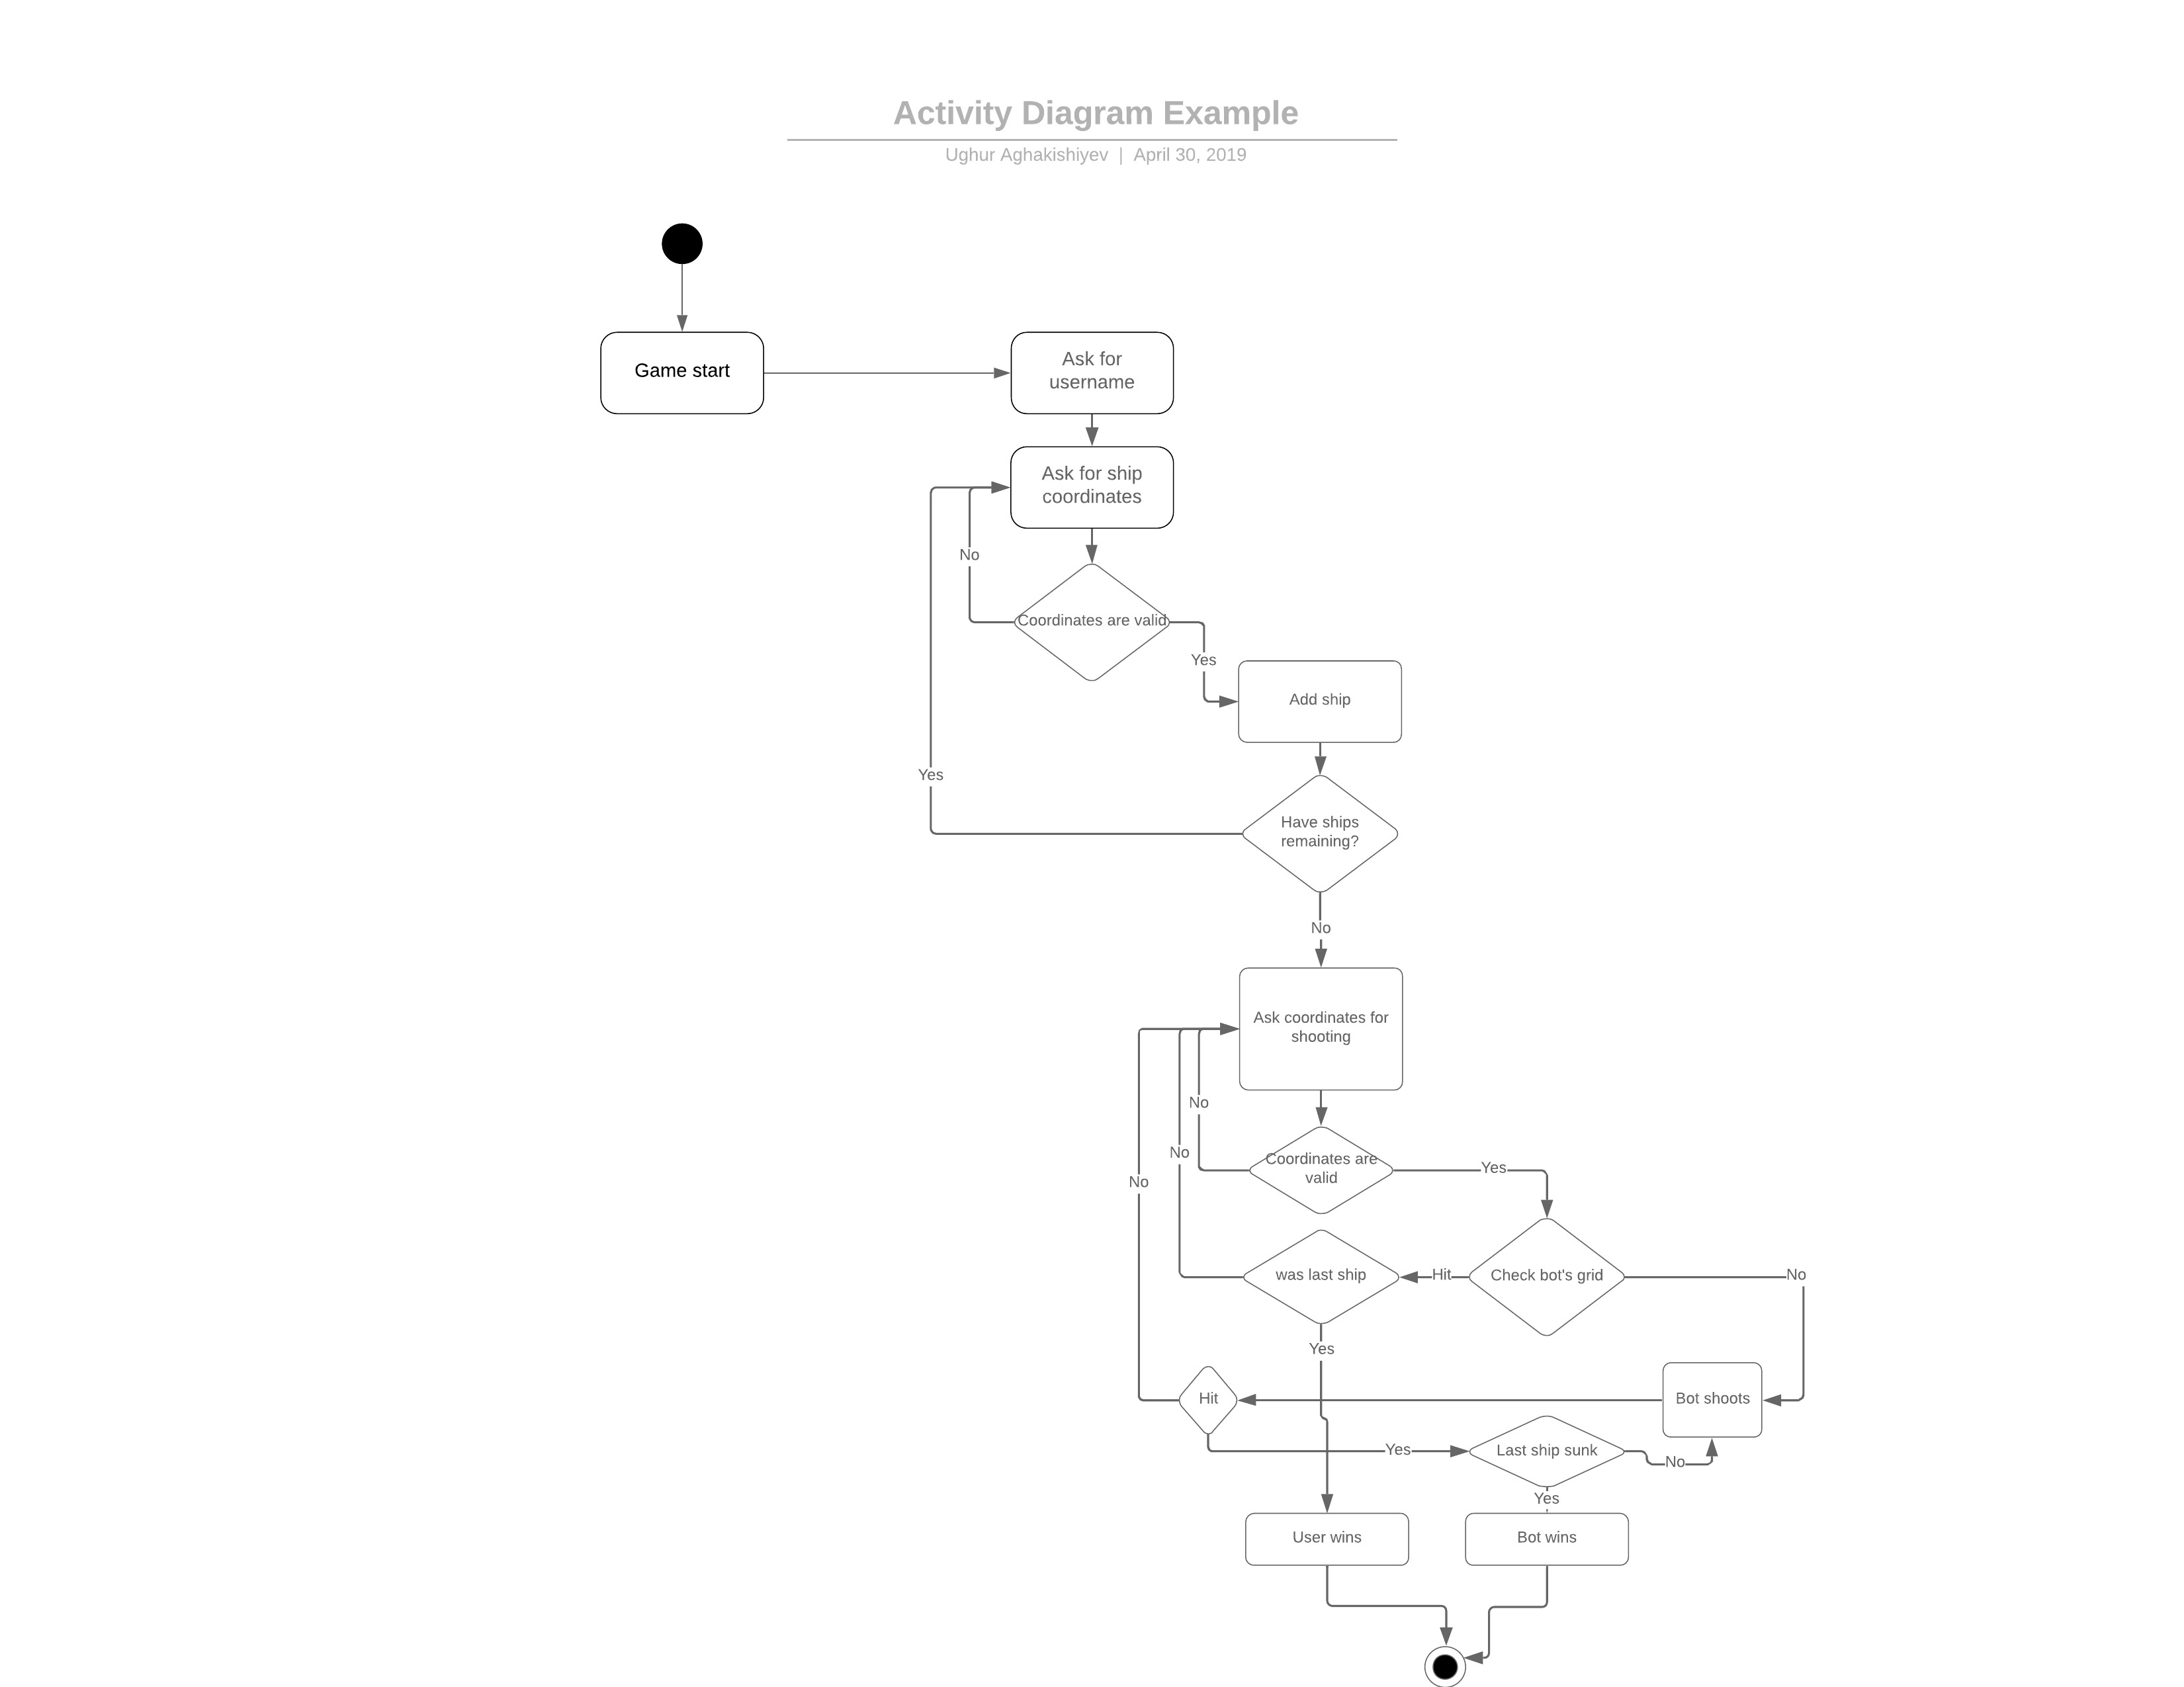 Activity Diagram Example
Ughur Aghakishiyev | April 30, 2019
Game start
Ask for
username
Ask for ship
coordinates
No
Coordinates are valid
Yes
Add ship
Yes
Have ships
remaining?
No
Ask coordinates for
shooting
No
No
No
Coordinates are
valid
Yes
was last ship
Hit
Check bot's grid
No
Yes
Hit
Bot shoots
Yes
Last ship sunk
No
Yes
User wins
Bot wins